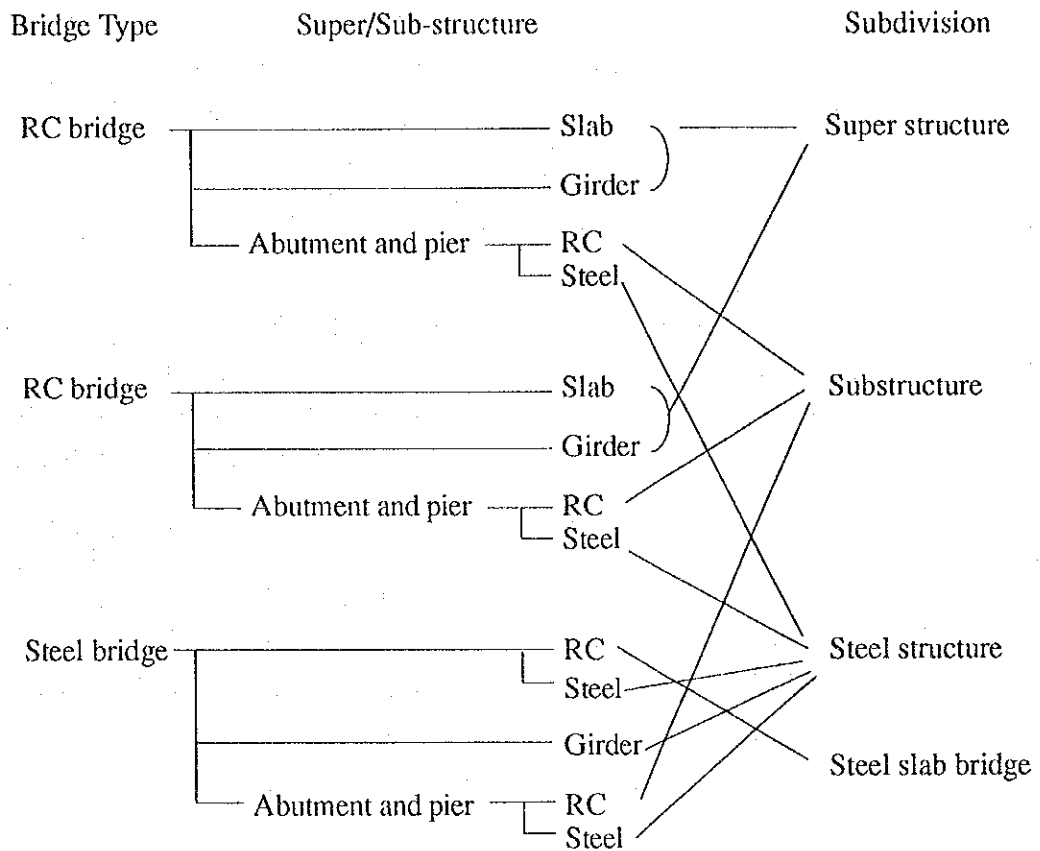 Bridge Type Super/Sub-structure Subdivision
RC bridge Slab Super structure
Girder
Abutment and pier RC
Steel
RC bridge Slab Substructure
Girder
Abutment and pier RC
Steel
Steel bridge RC Steel structure
Steel
Girder
Steel slab bridge
Abutment and pier RC
Steel